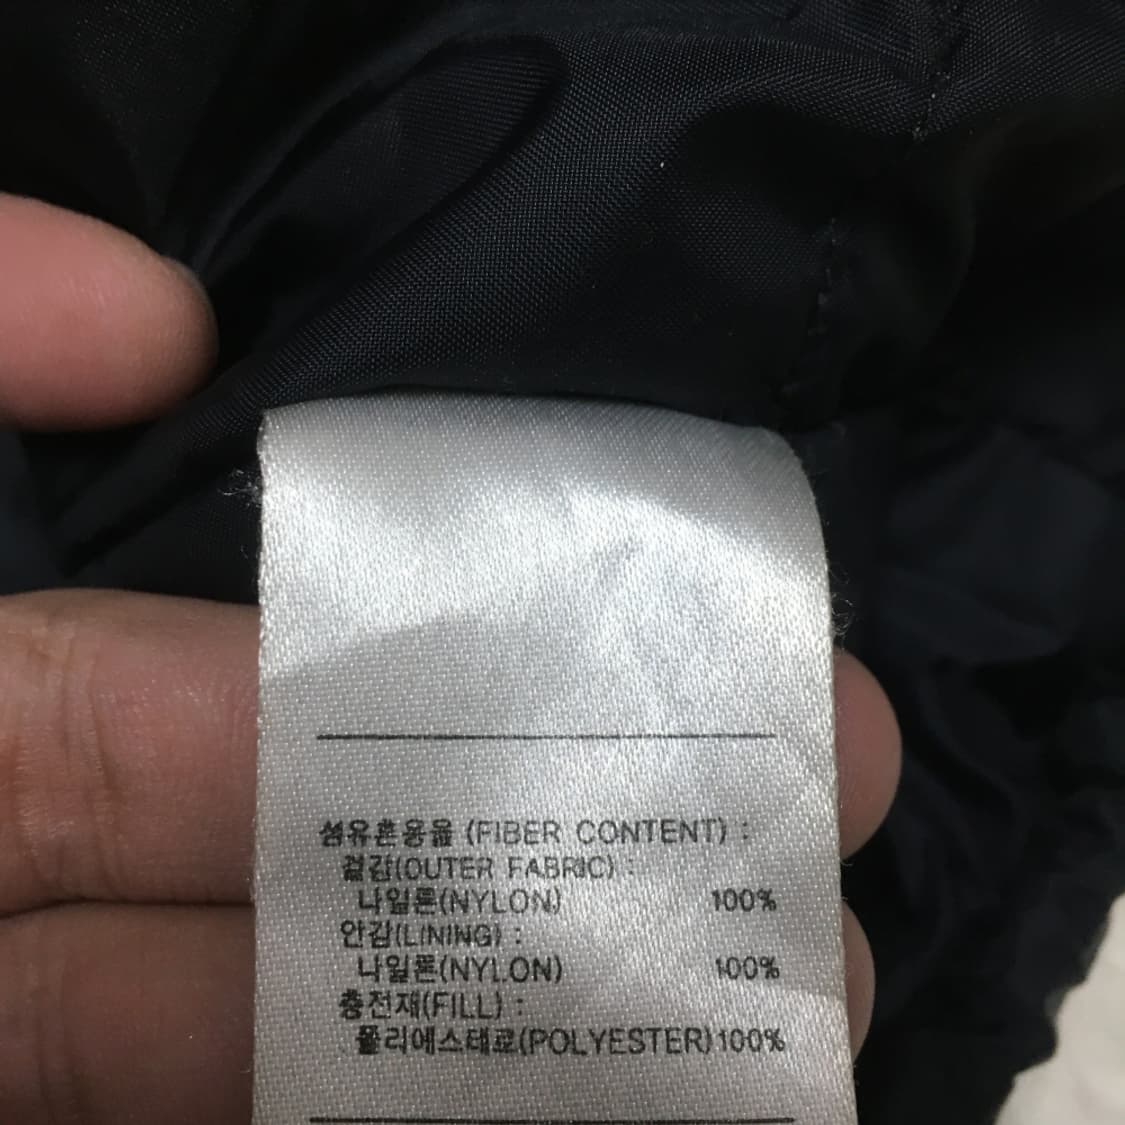 섬유혼용율 (FIBER CONTENT) :
겉감(OUTER FABRIC) :
나일론(NYLON) 100%
안감(LINING) :
나일론(NYLON) 100%
충전재(FILL) :
폴리에스테르(POLYESTER)100%